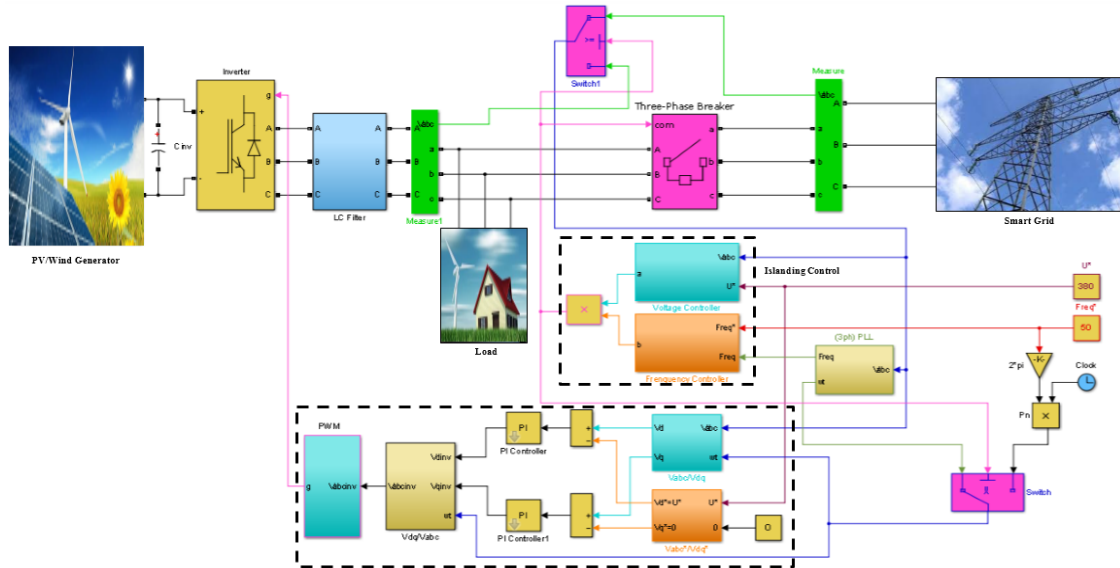 Switch1
>=
Inverter
g
+
-
A
B
C
C inv
PV/Wind Generator
A
B
C
A
B
C
LC Filter
A
B
C
Vabc
a
b
c
Measure1
Load
Three-Phase Breaker
com
A
B
C
a
b
c
Measure
Vabc
A
B
C
a
b
c
Smart Grid
Islanding Control
Vabc
U*
a
Voltage Controller
Freq*
Freq
b
Frenquency Controller
×
U*
380
Freq*
50
(3ph) PLL
Freq
wt
Vabc
2*pi
-K-
Clock
Pn
×
Switch
PWM
g
Vabcinv
Vabcinv
Vdinv
Vqinv
wt
Vdq/Vabc
PI
PI Controller
PI
PI Controller1
+
−
+
−
Vd
Vq
Vabc
wt
Vabc/Vdq
Vd*=U*
Vq*=0
U*
0
Vabc*/Vdq*
0